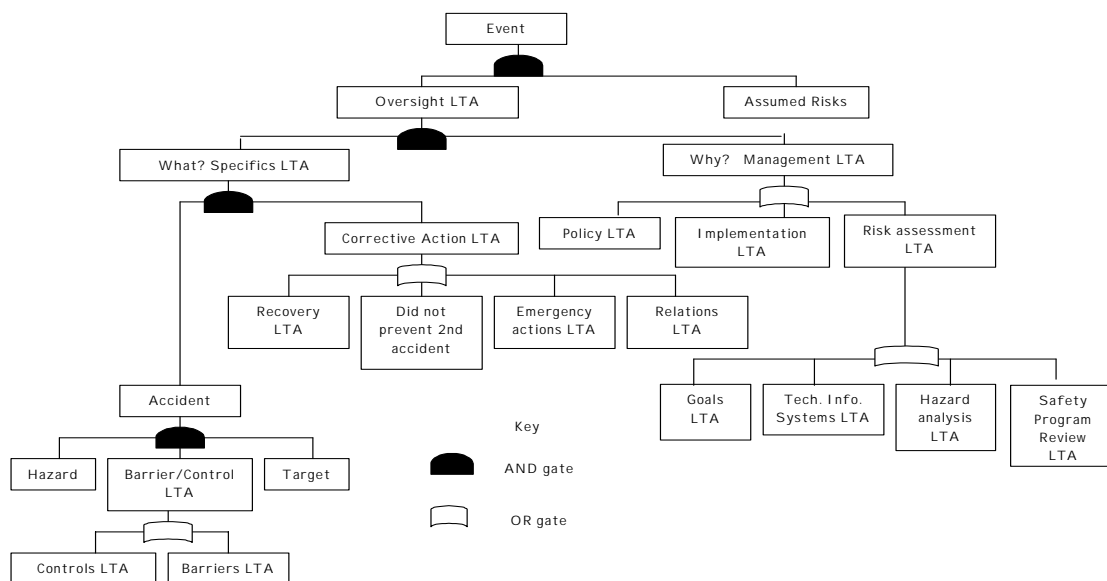 Event
Oversight LTA
Assumed Risks
What? Specifics LTA
Why? Management LTA
Corrective Action LTA
Policy LTA
Implementation
LTA
Risk assessment
LTA
Recovery
LTA
Did not
prevent 2nd
accident
Emergency
actions LTA
Relations
LTA
Accident
Goals
LTA
Tech. Info.
Systems LTA
Hazard
analysis
LTA
Safety
Program
Review
LTA
Key
Hazard
Barrier/Control
LTA
Target
AND gate
OR gate
Controls LTA
Barriers LTA